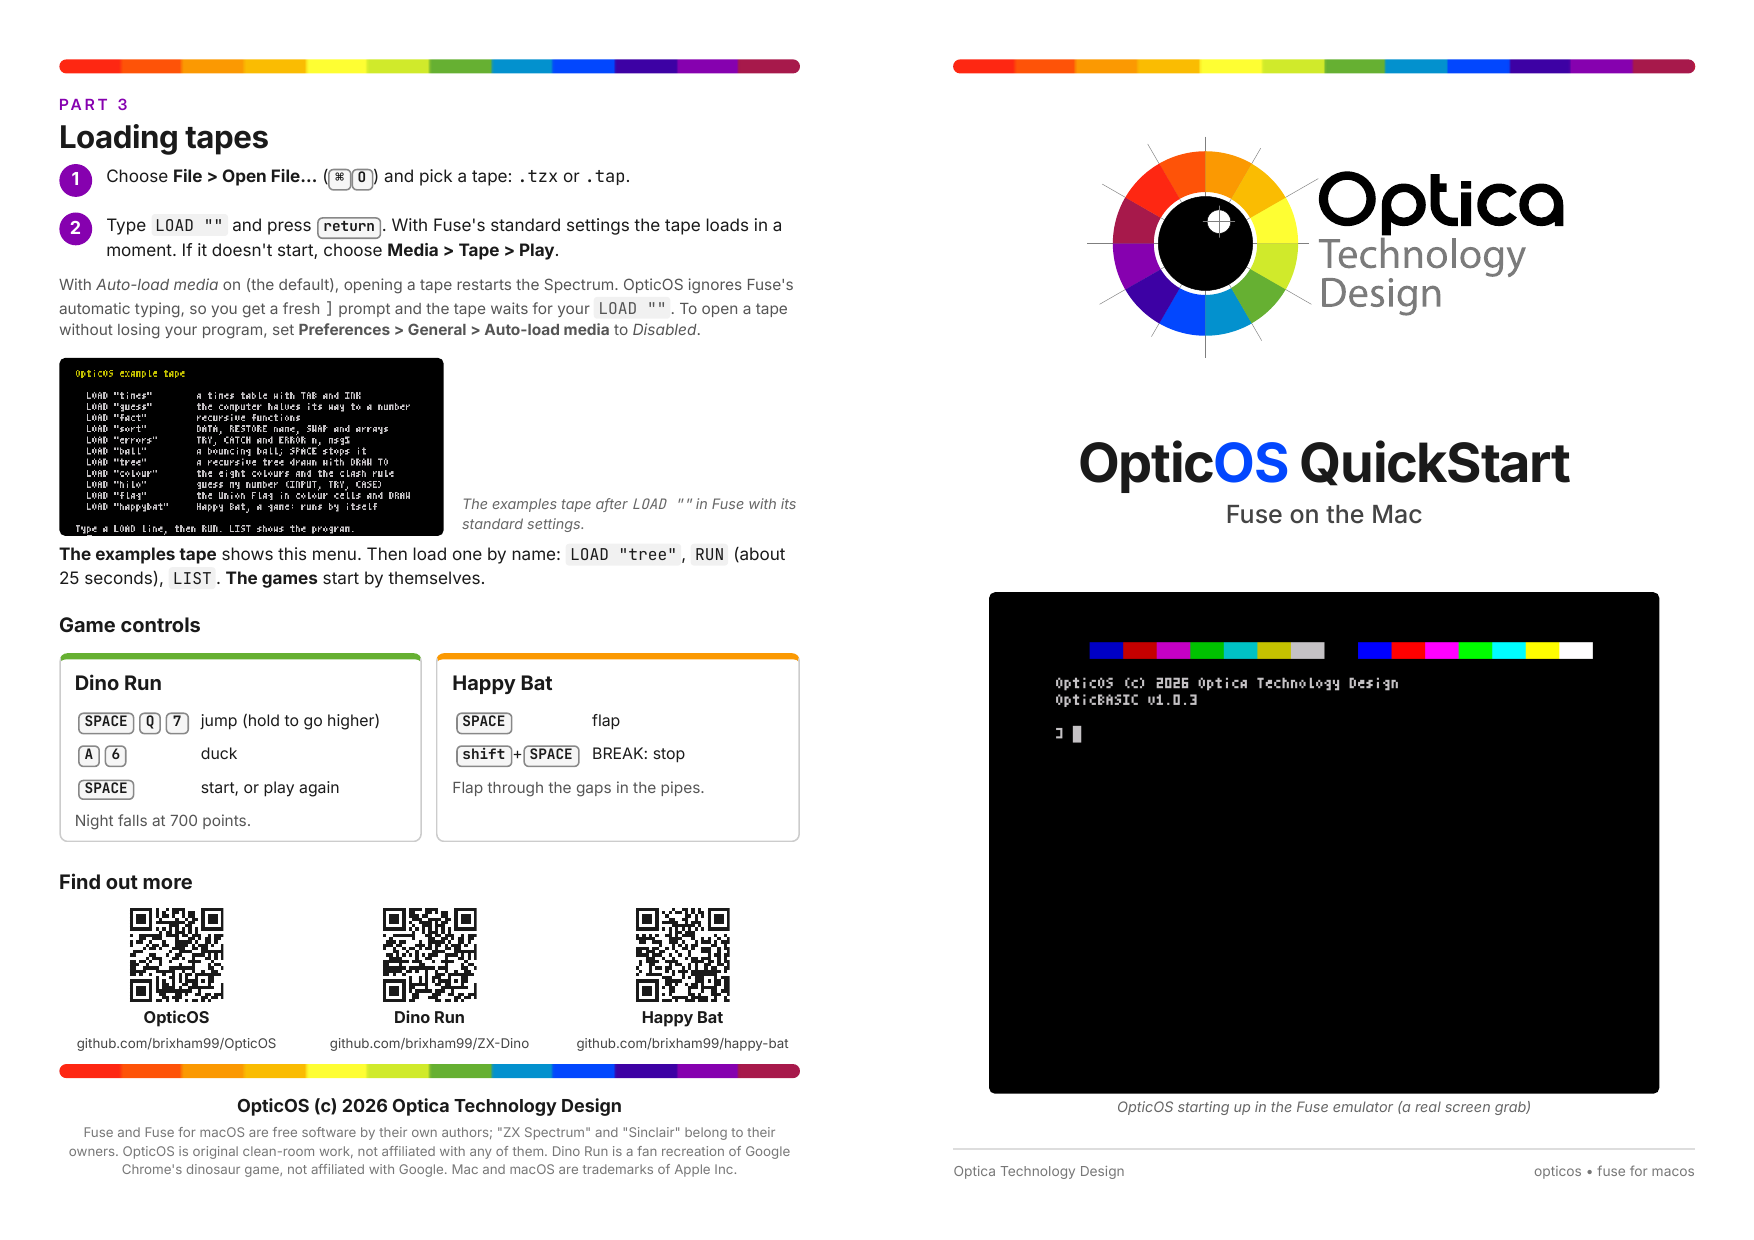 PART 3
Loading tapes
1 Choose File > Open File... (⌘ O) and pick a tape: .tzx or .tap.
2 Type LOAD "" and press return. With Fuse's standard settings the tape loads in a
moment. If it doesn't start, choose Media > Tape > Play.
With Auto-load media on (the default), opening a tape restarts the Spectrum. OpticOS ignores Fuse's
automatic typing, so you get a fresh ] prompt and the tape waits for your LOAD "". To open a tape
without losing your program, set Preferences > General > Auto-load media to Disabled.
OpticOS example tape
LOAD "times" a times table with TAB and INK
LOAD "guess" the computer halves its way to a number
LOAD "fact" recursive functions
LOAD "sort" DATA, RESTORE name, SWAP and arrays
LOAD "errors" TRY, CATCH and ERROR n, msg$
LOAD "ball" a bouncing ball; SPACE stops it
LOAD "tree" a recursive tree drawn with DRAW TO
LOAD "colour" the eight colours and the clash rule
LOAD "hilo" guess my number (INPUT, TRY, CASE)
LOAD "flag" the Union Flag in colour cells and DRAW
LOAD "happybat" Happy Bat, a game: runs by itself
Type a LOAD line, then RUN. LIST shows the program.
The examples tape after LOAD "" in Fuse with its
standard settings.
The examples tape shows this menu. Then load one by name: LOAD "tree", RUN (about
25 seconds), LIST. The games start by themselves.
Game controls
Dino Run
SPACE Q 7 jump (hold to go higher)
A 6 duck
SPACE start, or play again
Night falls at 700 points.
Happy Bat
SPACE flap
shift+SPACE BREAK: stop
Flap through the gaps in the pipes.
Find out more
OpticOS
github.com/brixham99/OpticOS
Dino Run
github.com/brixham99/ZX-Dino
Happy Bat
github.com/brixham99/happy-bat
OpticOS (c) 2026 Optica Technology Design
Fuse and Fuse for macOS are free software by their own authors; "ZX Spectrum" and "Sinclair" belong to their
owners. OpticOS is original clean-room work, not affiliated with any of them. Dino Run is a fan recreation of Google
Chrome's dinosaur game, not affiliated with Google. Mac and macOS are trademarks of Apple Inc.
Optica
Technology
Design
OpticOS QuickStart
Fuse on the Mac
OpticOS (c) 2026 Optica Technology Design
OpticBASIC v1.0.3
]
OpticOS starting up in the Fuse emulator (a real screen grab)
Optica Technology Design
opticos • fuse for macos